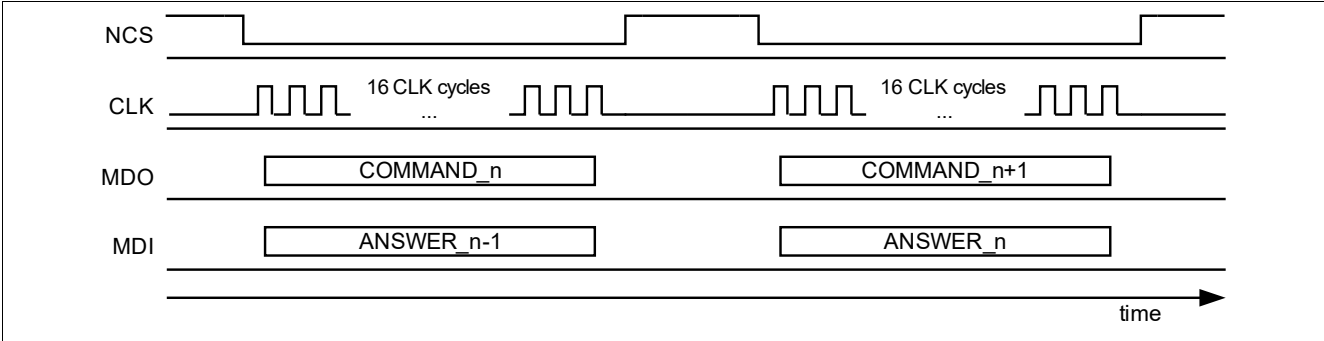 NCS
CLK
16 CLK cycles
...
16 CLK cycles
...
MDO
COMMAND_n
COMMAND_n+1
MDI
ANSWER_n-1
ANSWER_n
time